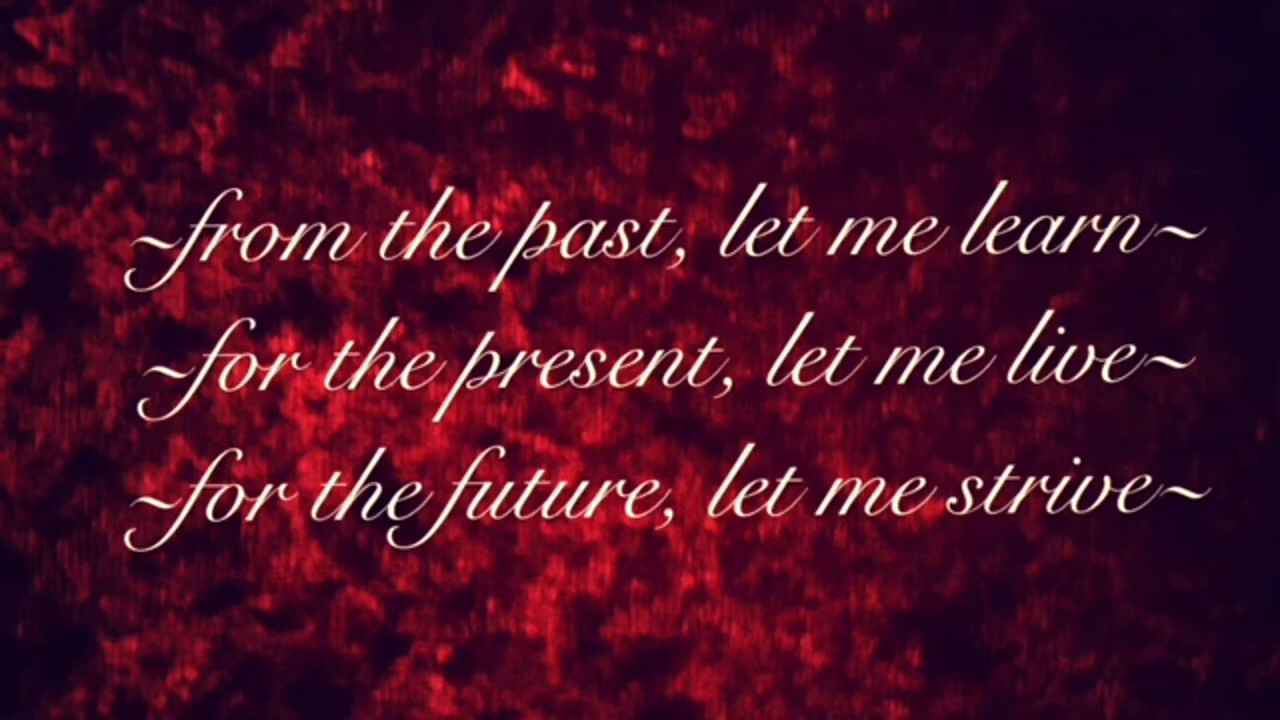 ~from the past, let me learn~
~for the present, let me live~
~for the future, let me strive~